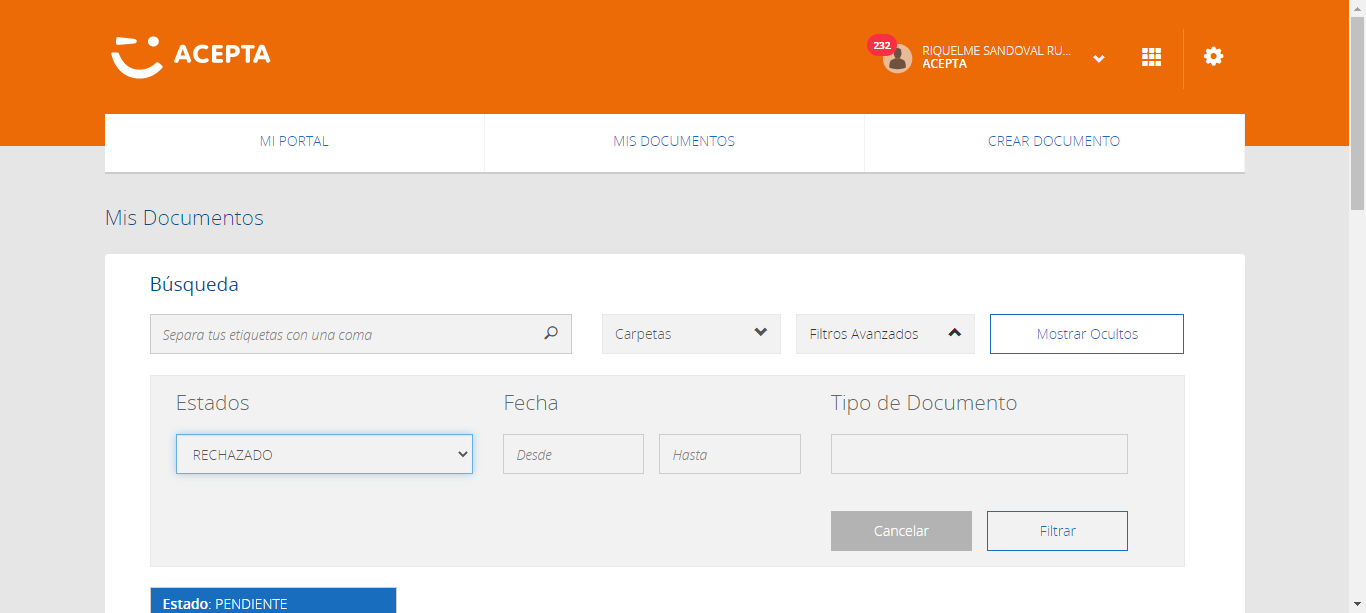 ACEPTA
232
RIQUELME SANDOVAL RU...
ACEPTA
MI PORTAL
MIS DOCUMENTOS
CREAR DOCUMENTO
Mis Documentos
Búsqueda
Separa tus etiquetas con una coma
Carpetas
Filtros Avanzados
Mostrar Ocultos
Estados
Fecha
Tipo de Documento
RECHAZADO
Desde
Hasta
Cancelar
Filtrar
Estado: PENDIENTE